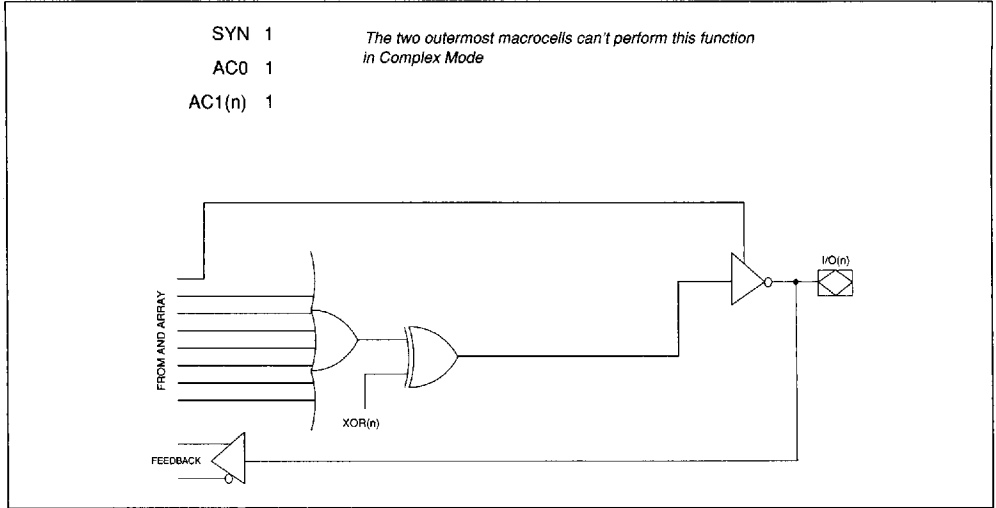 SYN 1
The two outermost macrocells can't perform this function
in Complex Mode
AC0 1
AC1(n) 1
I/O(n)
FROM AND ARRAY
XOR(n)
FEEDBACK